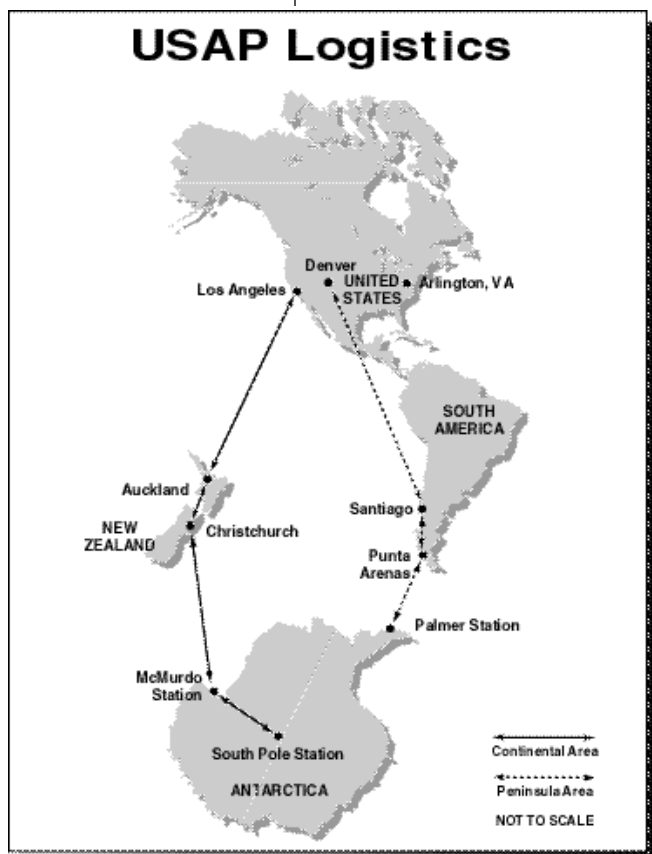 USAP Logistics
Denver
UNITED
STATES
Los Angeles
Arlington, VA
SOUTH
AMERICA
Auckland
Santiago
NEW
ZEALAND
Christchurch
Punta
Arenas
Palmer Station
McMurdo
Station
South Pole Station
ANTARCTICA
Continental Area
Peninsula Area
NOT TO SCALE